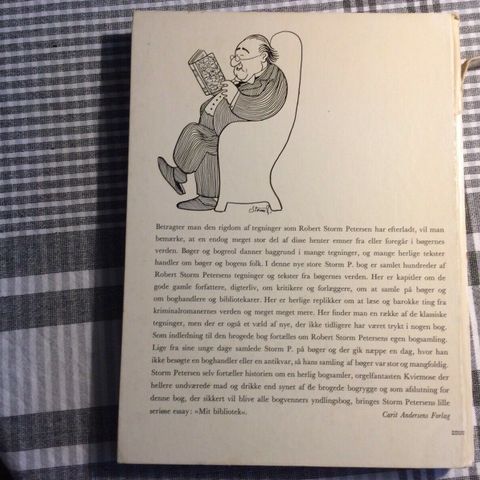 Storm P.
Betragter man den rigdom af tegninger som Robert Storm Petersen har efterladt, vil man
bemærke, at en endog meget stor del af disse henter emner fra eller foregår i bøgernes
verden. Bøger og bogreol danner baggrund i mange tegninger, og mange herlige tekster
handler om bøger og bogens folk. I denne nye store Storm P. bog er samlet hundreder af
Robert Storm Petersens tegninger og tekster fra bøgernes verden. Her er kapitler om de
gode gamle forfattere, digterliv, om kritikere og forlæggere, om at samle på bøger og
om boghandlere og bibliotekarer. Her er herlige replikker om at læse og barokke ting fra
kriminalromanernes verden og meget meget mere. Her finder man en række af de klassiske
tegninger, men der er også et væld af nye, der ikke tidligere har været trykt i nogen bog.
Som indledning til den brogede bog fortælles om Robert Storm Petersens egen bogsamling.
Lige fra sine unge dage samlede Storm P. på bøger og der gik næppe en dag, hvor han
ikke besøgte en boghandler eller en antikvar, så hans samling af bøger var stor og mangfoldig.
Storm Petersen selv fortæller historien om en herlig bogsamler, orgelfantasten Kviemose der
hellere undværede mad og drikke end synet af de brogede bogrygge og som afslutning for
denne bog, der sikkert vil blive alle bogvenners yndlingsbog, bringes Storm Petersens lille
seriøse essay: »Mit bibliotek«. Carit Andersens Forlag